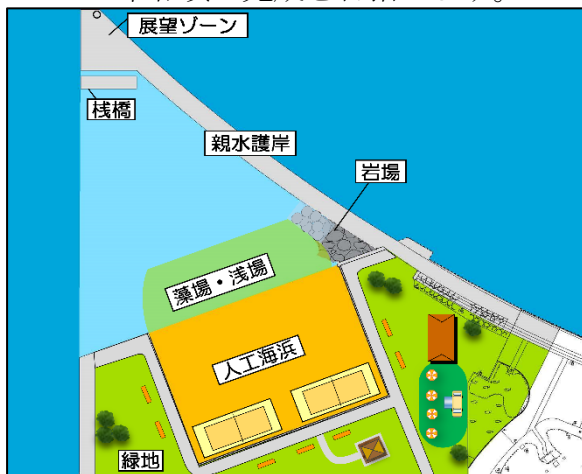 展望ゾーン
桟橋
親水護岸
岩場
藻場・浅場
人工海浜
緑地